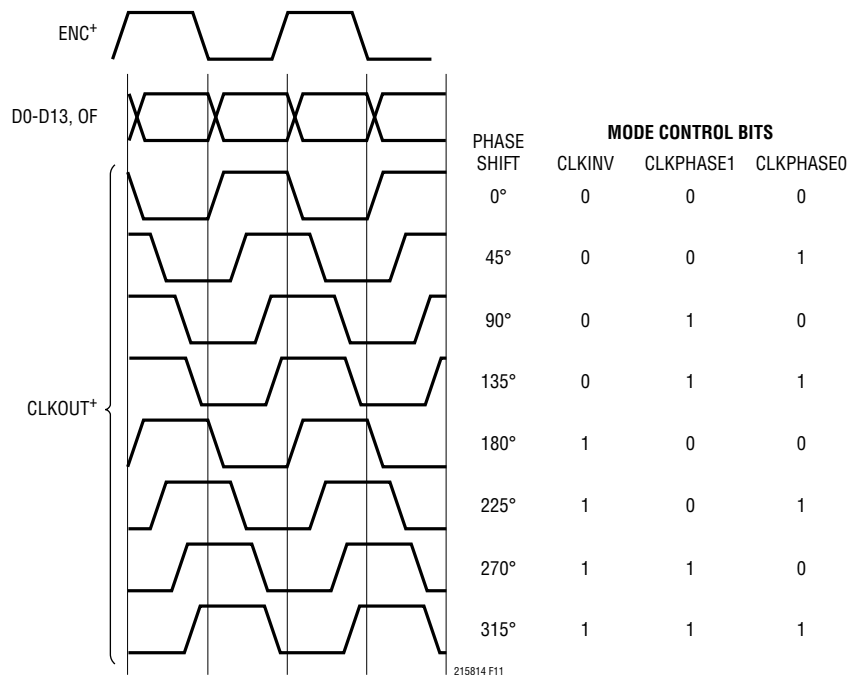 ENC+
D0-D13, OF
MODE CONTROL BITS
PHASE SHIFT CLKINV CLKPHASE1 CLKPHASE0
0° 0 0 0
45° 0 0 1
90° 0 1 0
135° 0 1 1
CLKOUT+
180° 1 0 0
225° 1 0 1
270° 1 1 0
315° 1 1 1
215814 F11